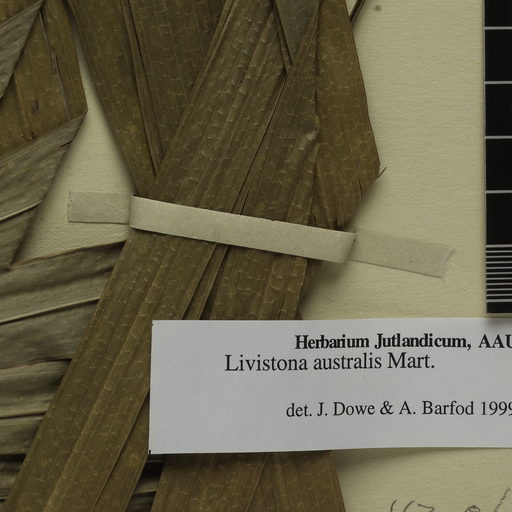 Herbarium Jutlandicum, AAU
Livistona australis Mart.
det. J. Dowe & A. Barfod 1999